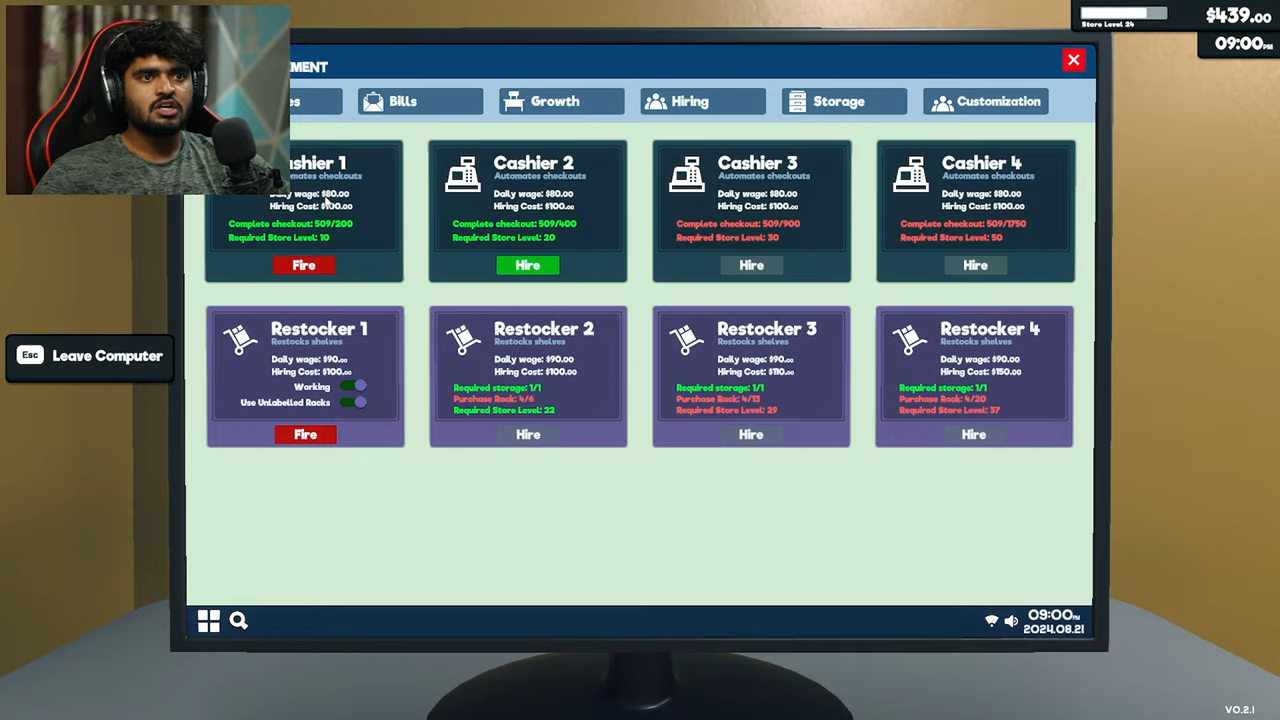 $439.00
Store Level 24
09:00PM
EMENT
es
Bills
Growth
Hiring
Storage
Customization
ashier 1
Automates checkouts
Daily wage: $80.00
Hiring Cost: $100.00
Complete checkout: 509/200
Required Store Level: 10
Fire
Cashier 2
Automates checkouts
Daily wage: $80.00
Hiring Cost: $100.00
Complete checkout: 509/400
Required Store Level: 20
Hire
Cashier 3
Automates checkouts
Daily wage: $80.00
Hiring Cost: $100.00
Complete checkout: 509/900
Required Store Level: 30
Hire
Cashier 4
Automates checkouts
Daily wage: $80.00
Hiring Cost: $100.00
Complete checkout: 509/1750
Required Store Level: 50
Hire
Restocker 1
Restocks shelves
Daily wage: $90.00
Hiring Cost: $100.00
Working
Use Unlabelled Racks
Fire
Restocker 2
Restocks shelves
Daily wage: $90.00
Hiring Cost: $100.00
Required storage: 1/1
Purchase Rack: 4/6
Required Store Level: 22
Hire
Restocker 3
Restocks shelves
Daily wage: $90.00
Hiring Cost: $110.00
Required storage: 1/1
Purchase Rack: 4/13
Required Store Level: 29
Hire
Restocker 4
Restocks shelves
Daily wage: $90.00
Hiring Cost: $150.00
Required storage: 1/1
Purchase Rack: 4/20
Required Store Level: 37
Hire
Esc Leave Computer
09:00PM
2024.08.21
V0.2.1